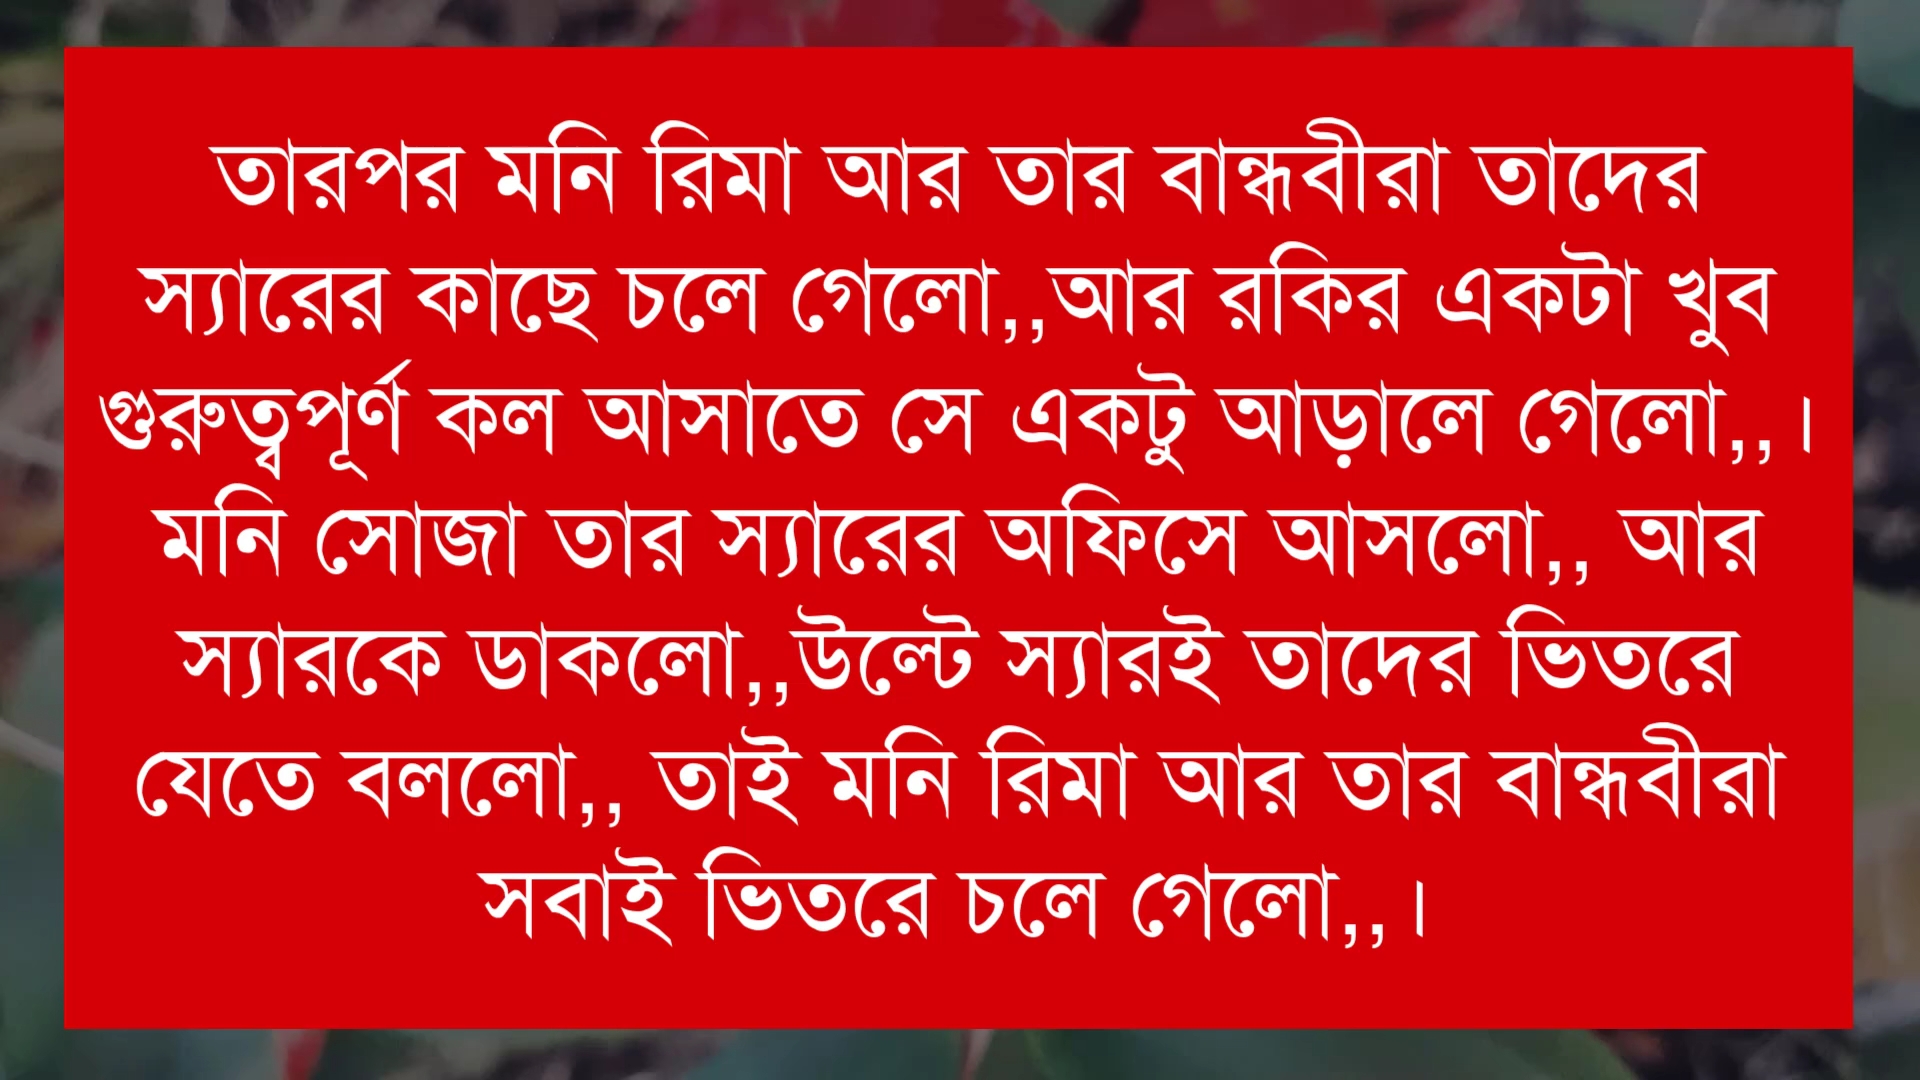 তারপর মনি রিমা আর তার বান্ধবীরা তাদের
স্যারের কাছে চলে গেলো,,আর রকির একটা খুব
গুরুত্বপূর্ণ কল আসাতে সে একটু আড়ালে গেলো,,।
মনি সোজা তার স্যারের অফিসে আসলো,, আর
স্যারকে ডাকলো,,উল্টে স্যারই তাদের ভিতরে
যেতে বললো,, তাই মনি রিমা আর তার বান্ধবীরা
সবাই ভিতরে চলে গেলো,,।